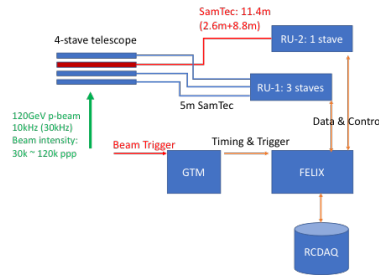 4-stave telescope
SamTec: 11.4m
(2.6m+8.8m)
RU-2: 1 stave
RU-1: 3 staves
5m SamTec
120GeV p-beam
10kHz (30kHz)
Beam intensity:
30k ~ 120k ppp
Data & Contro
Beam Trigger
Timing & Trigger
GTM
FELIX
RCDAQ